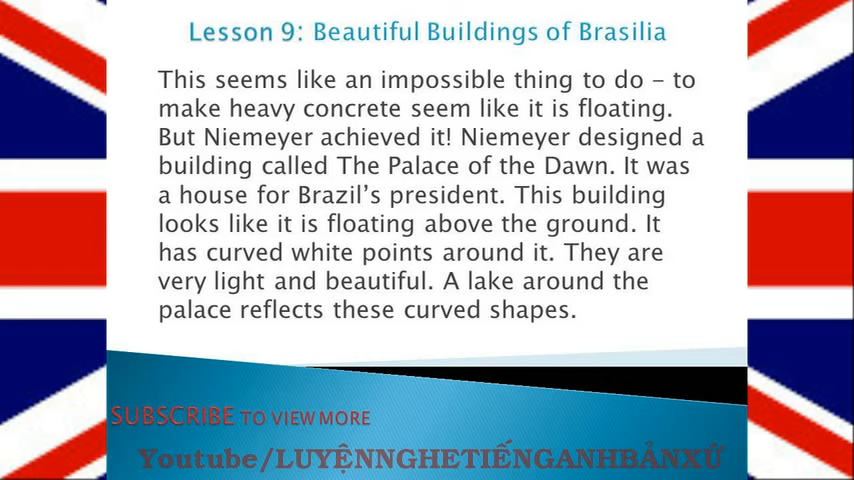 Lesson 9: Beautiful Buildings of Brasilia
This seems like an impossible thing to do – to
make heavy concrete seem like it is floating.
But Niemeyer achieved it! Niemeyer designed a
building called The Palace of the Dawn. It was
a house for Brazil's president. This building
looks like it is floating above the ground. It
has curved white points around it. They are
very light and beautiful. A lake around the
palace reflects these curved shapes.
SUBSCRIBE TO VIEW MORE
Youtube/LUYỆNNGHETIẾNGANHBẢNXỨ